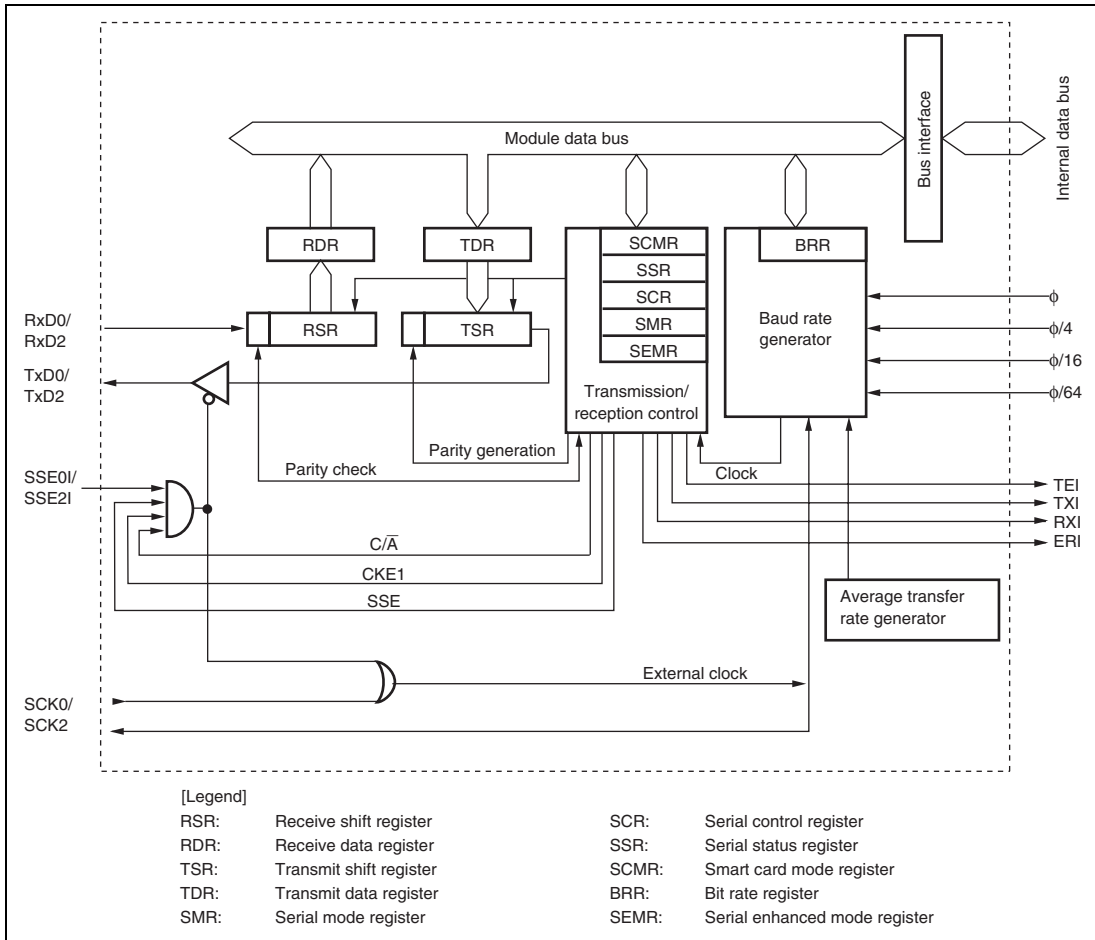 Module data bus
Bus interface
Internal data bus
RDR
TDR
SCMR
SSR
SCR
SMR
SEMR
BRR
RxD0/
RxD2
RSR
TSR
Baud rate
generator
ϕ
ϕ/4
ϕ/16
ϕ/64
TxD0/
TxD2
Transmission/
reception control
Parity generation
Parity check
Clock
SSE0I/
SSE2I
TEI
TXI
RXI
ERI
C/A̅
CKE1
SSE
Average transfer
rate generator
External clock
SCK0/
SCK2
[Legend]
RSR: Receive shift register
RDR: Receive data register
TSR: Transmit shift register
TDR: Transmit data register
SMR: Serial mode register
SCR: Serial control register
SSR: Serial status register
SCMR: Smart card mode register
BRR: Bit rate register
SEMR: Serial enhanced mode register